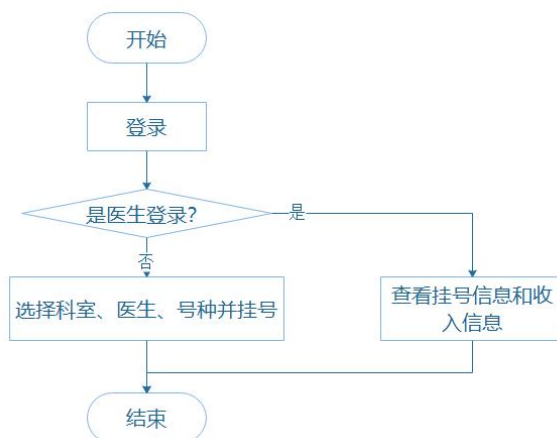 开始
登录
是医生登录?
是
否
选择科室、医生、号种并挂号
查看挂号信息和收
入信息
结束